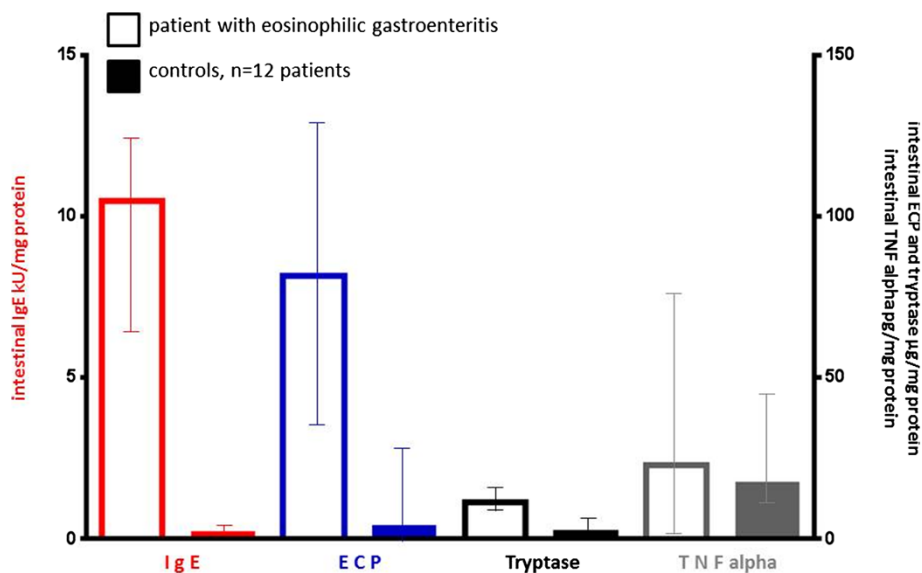 patient with eosinophilic gastroenteritis
controls, n=12 patients
15
10
5
0
150
100
50
0
intestinal IgE kU/mg protein
intestinal ECP and tryptase µg/mg protein
intestinal TNF alphapg/mg protein
I g E
E C P
Tryptase
T N F alpha